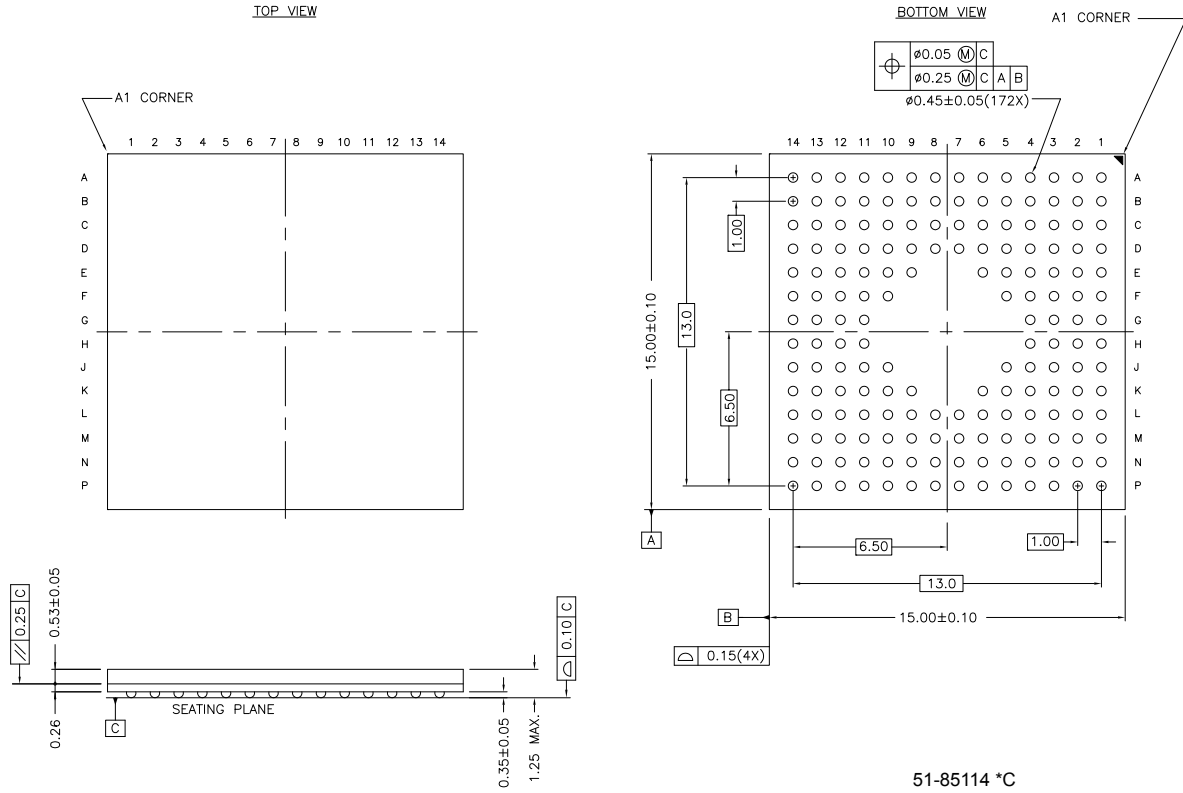 TOP VIEW
A1 CORNER
1 2 3 4 5 6 7 8 9 10 11 12 13 14
A
B
C
D
E
F
G
H
J
K
L
M
N
P
BOTTOM VIEW
A1 CORNER
⌀0.05 Ⓜ C
⌀0.25 Ⓜ C A B
⌀0.45±0.05(172X)
14 13 12 11 10 9 8 7 6 5 4 3 2 1
A
B
C
D
E
F
G
H
J
K
L
M
N
P
1.00
13.0
15.00±0.10
6.50
A
6.50
1.00
13.0
B
15.00±0.10
0.15(4X)
// 0.25 C
0.53±0.05
0.26
C
SEATING PLANE
0.35±0.05
1.25 MAX.
0.10 C
51-85114 *C